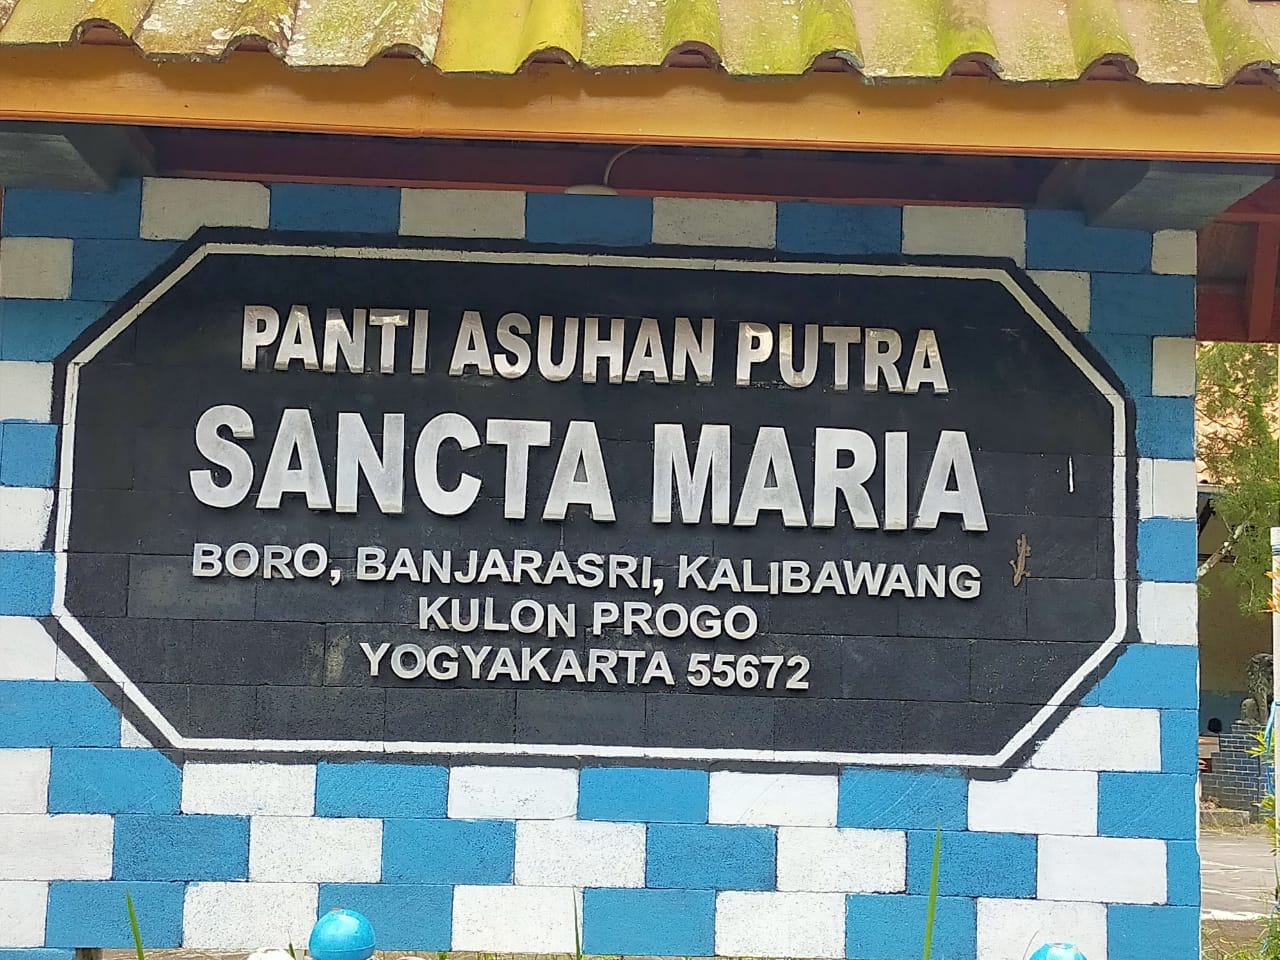 PANTI ASUHAN PUTRA
SANCTA MARIA
BORO, BANJARASRI, KALIBAWANG
KULON PROGO
YOGYAKARTA 55672